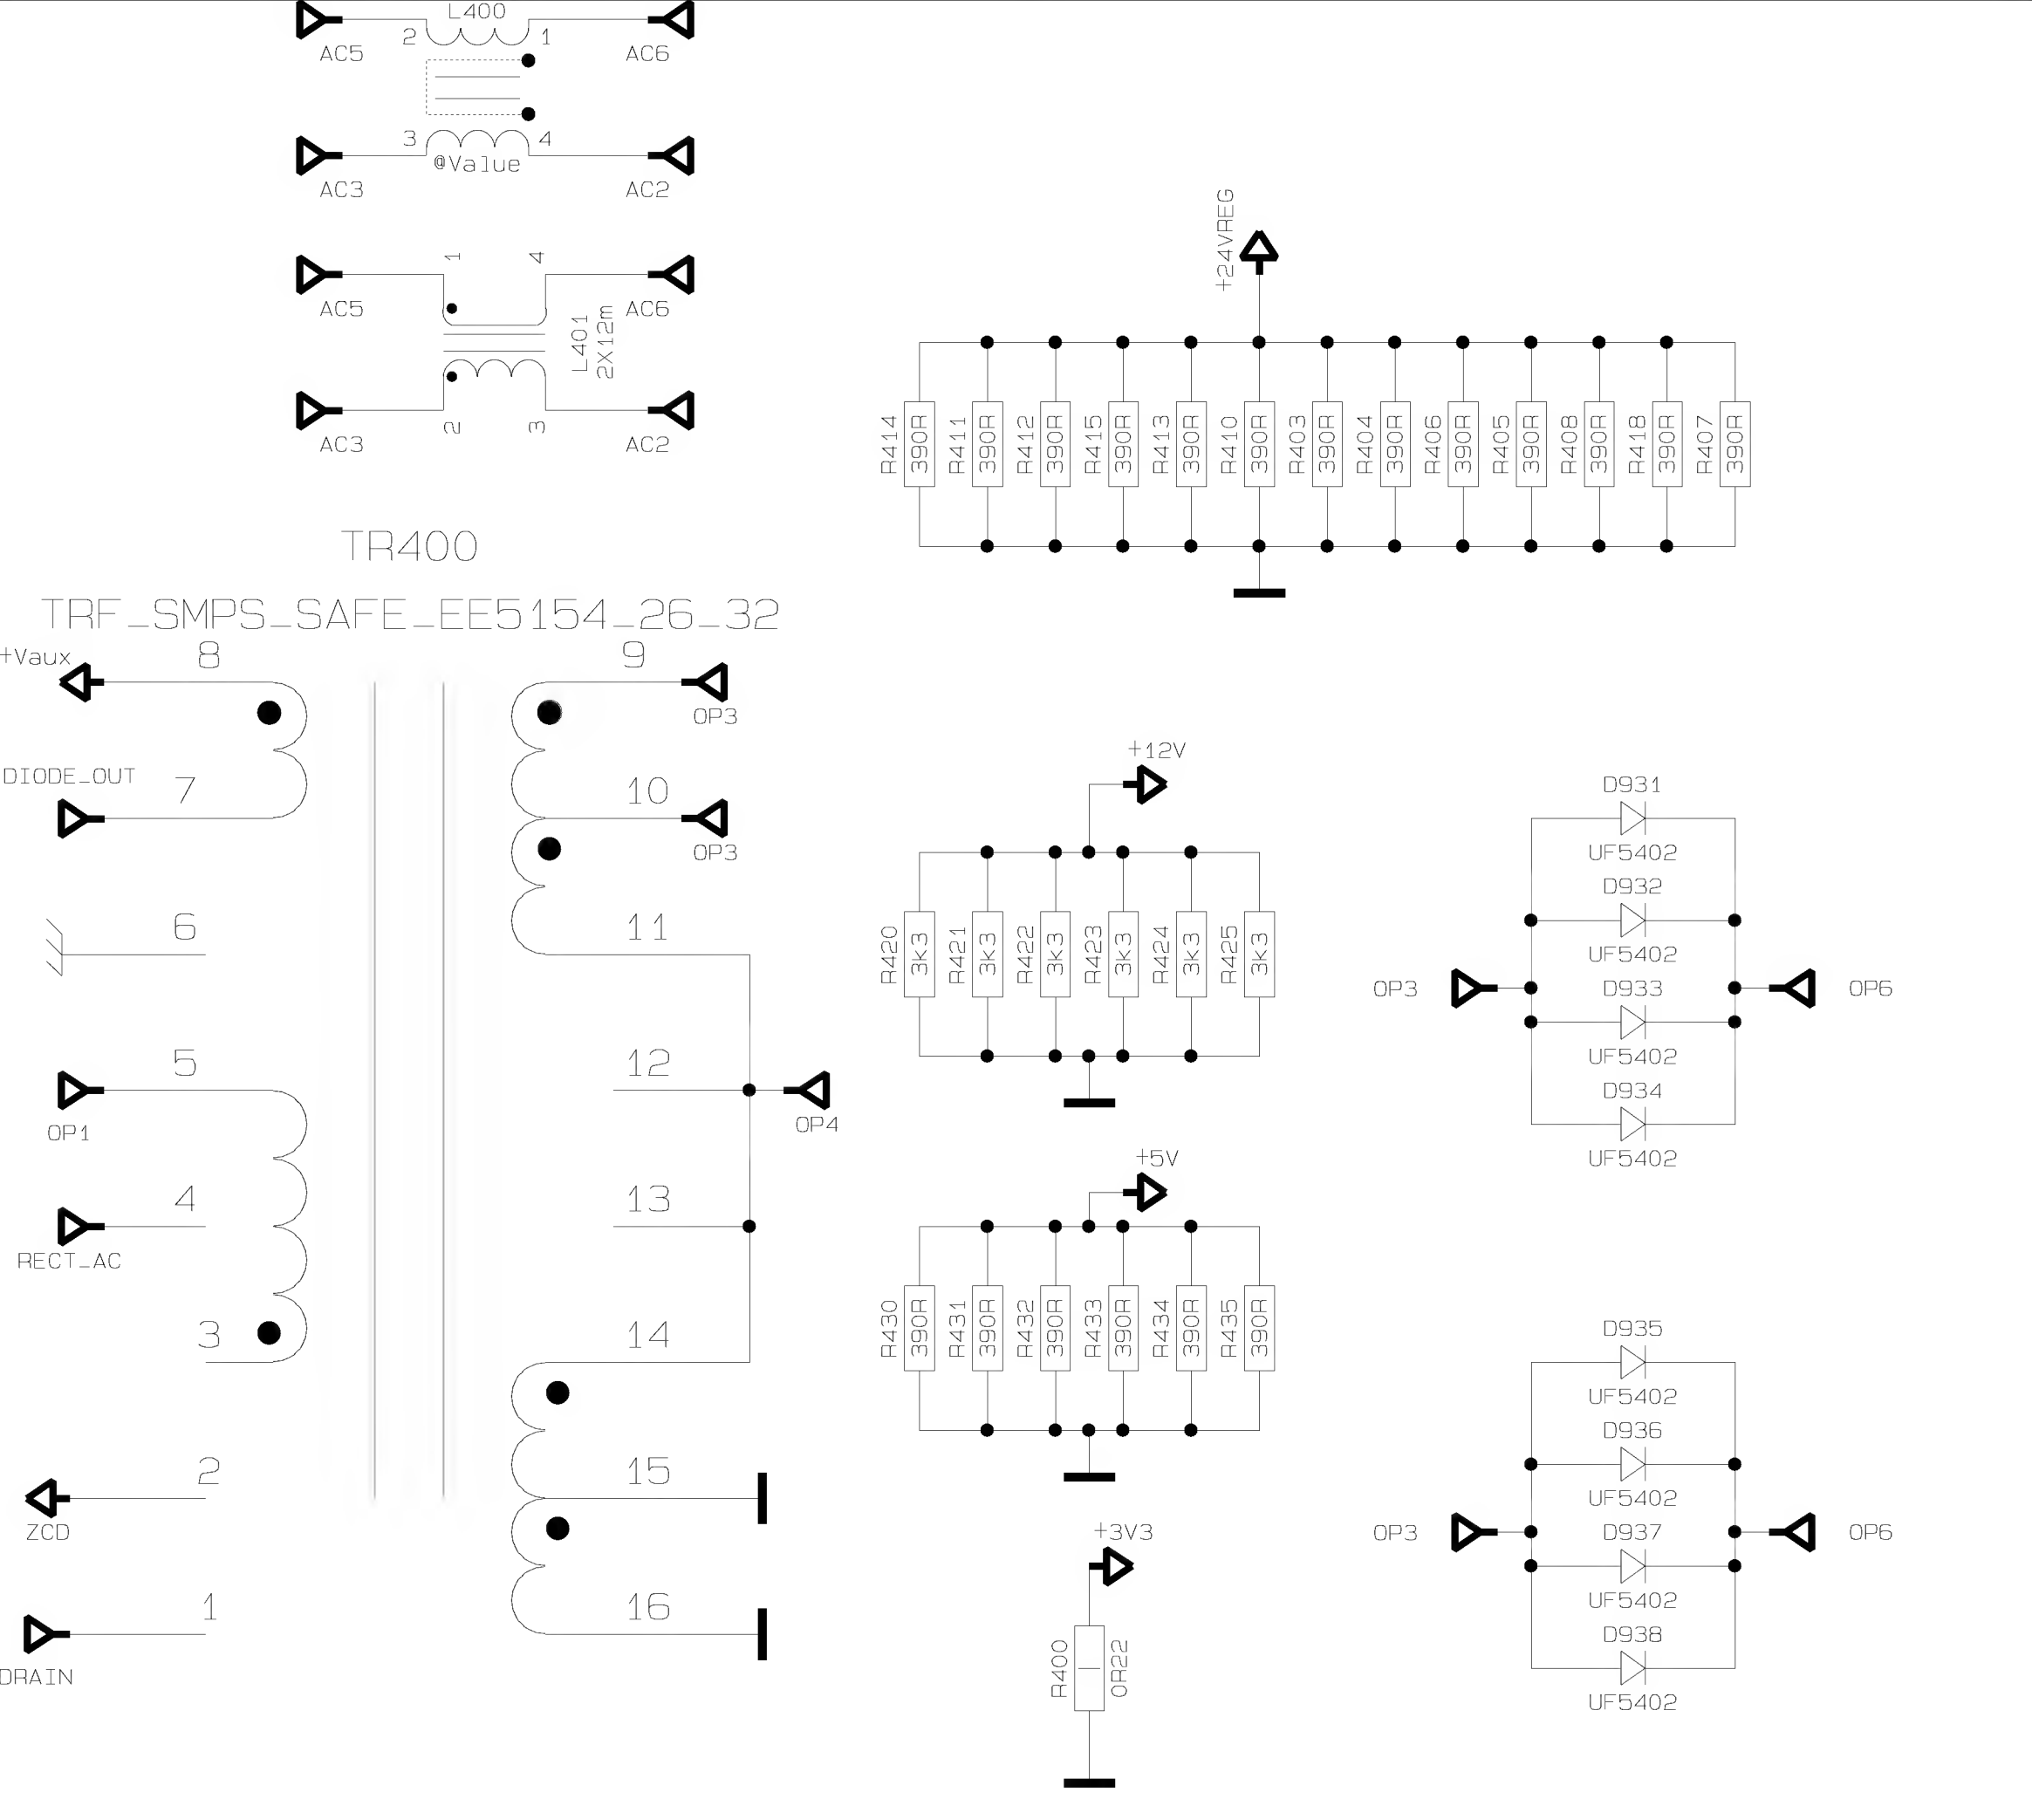 L400
2
1
AC5
AC6
3
4
@Value
AC3
AC2
+24VREG
1
4
AC5
AC6
L401
2X12m
2
3
AC3
AC2
R414
390R
R411
390R
R412
390R
R415
390R
R413
390R
R410
390R
R403
390R
R404
390R
R406
390R
R405
390R
R408
390R
R418
390R
R407
390R
TR400
TRF_SMPS_SAFE_EE5154_26_32
+Vaux
8
9
OP3
DIODE_OUT
7
10
OP3
6
11
5
12
OP1
OP4
4
13
RECT_AC
3
14
2
15
ZCD
1
16
DRAIN
+12V
R420
3k3
R421
3k3
R422
3k3
R423
3k3
R424
3k3
R425
3k3
+5V
R430
390R
R431
390R
R432
390R
R433
390R
R434
390R
R435
390R
+3V3
R400
0R22
D931
UF5402
D932
UF5402
OP3
D933
OP6
UF5402
D934
UF5402
D935
UF5402
D936
UF5402
OP3
D937
OP6
UF5402
D938
UF5402